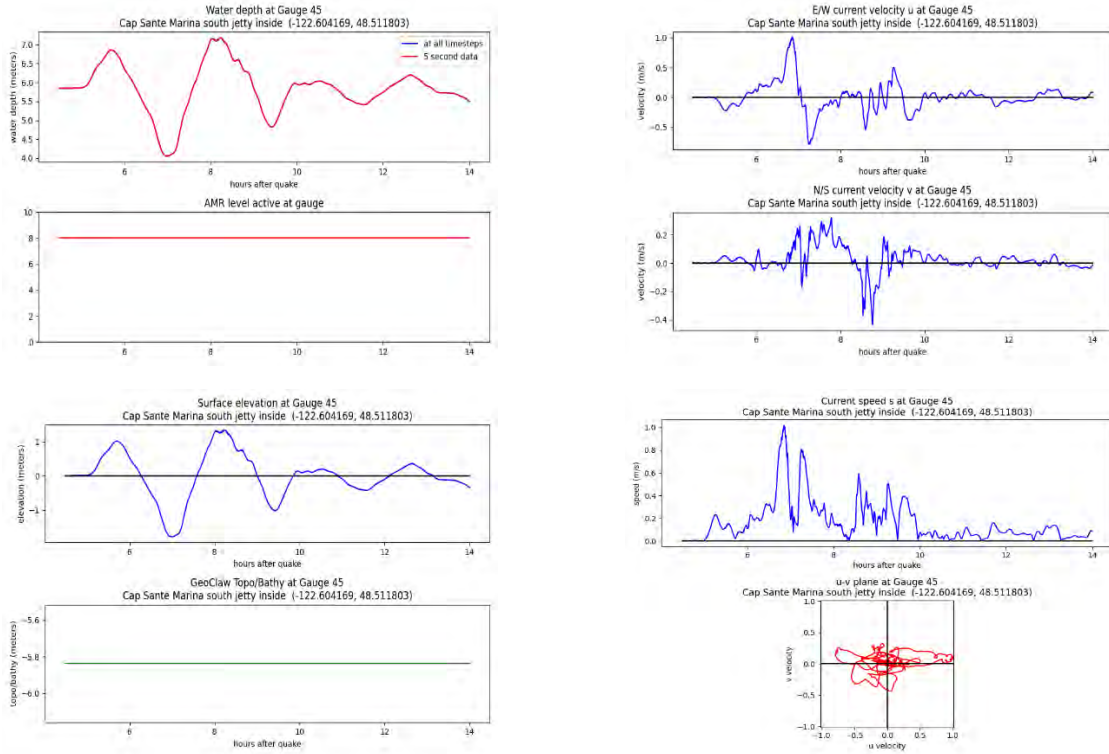 Water depth at Gauge 45
Cap Sante Marina south jetty inside (-122.604169, 48.511803)
water depth (meters)
7.0
6.5
6.0
5.5
5.0
4.5
4.0
at all timesteps
5 second data
6 8 10 12 14
hours after quake
AMR level active at gauge
10
8
6
4
2
0
6 8 10 12 14
Surface elevation at Gauge 45
Cap Sante Marina south jetty inside (-122.604169, 48.511803)
elevation (meters)
1
0
−1
6 8 10 12 14
hours after quake
GeoClaw Topo/Bathy at Gauge 45
Cap Sante Marina south jetty inside (-122.604169, 48.511803)
topo/bathy (meters)
−5.6
−5.8
−6.0
6 8 10 12 14
hours after quake
E/W current velocity u at Gauge 45
Cap Sante Marina south jetty inside (-122.604169, 48.511803)
velocity (m/s)
1.0
0.5
0.0
−0.5
6 8 10 12 14
hours after quake
N/S current velocity v at Gauge 45
Cap Sante Marina south jetty inside (-122.604169, 48.511803)
velocity (m/s)
0.2
0.0
−0.2
−0.4
6 8 10 12 14
hours after quake
Current speed s at Gauge 45
Cap Sante Marina south jetty inside (-122.604169, 48.511803)
speed (m/s)
1.0
0.8
0.6
0.4
0.2
0.0
6 8 10 12 14
hours after quake
u-v plane at Gauge 45
Cap Sante Marina south jetty inside (-122.604169, 48.511803)
v velocity
1.0
0.5
0.0
−0.5
−1.0
−1.0 −0.5 0.0 0.5 1.0
u velocity